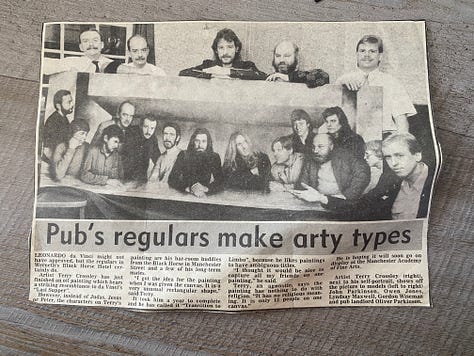 Pub's regulars make arty types
LEONARDO da Vinci might not
have approved, but the regulars in
Werneth's Black Horse Hotel cer-
tainly do.
Artist Terry Crossley has just
finished an oil painting which bears
a striking resemblance to da Vinci's
"Last Supper".
However, instead of Judas, Jesus
or Peter, the characters on Terry's
painting are his bar-room buddies
from the Black Horse in Manchester
Street and a few of his long-term
mates.
"I got the idea for the painting
when I was given the canvas. It is a
very unusual rectangular shape,"
said Terry.
It took him a year to complete
and he has called it "Transition to
Limbo", because he likes paintings
to have ambiguous titles.
"I thought it would be nice to
capture all my friends on one
painting."
Terry, an agnostic, says the
painting has nothing to do with
religion. "It has no religious mean-
ing. It is only 13 people on one
canvas."
He is hoping it will soon go on
display at the Manchester Academy
of Fine Arts.
Artist Terry Crossley (right),
next to his self-portrait, shows off
the picture to models (left to right)
John Parkinson, Owen Jones,
Lyndsay Maxwell, Gordon Wiseman
and pub landlord Oliver Parkinson.